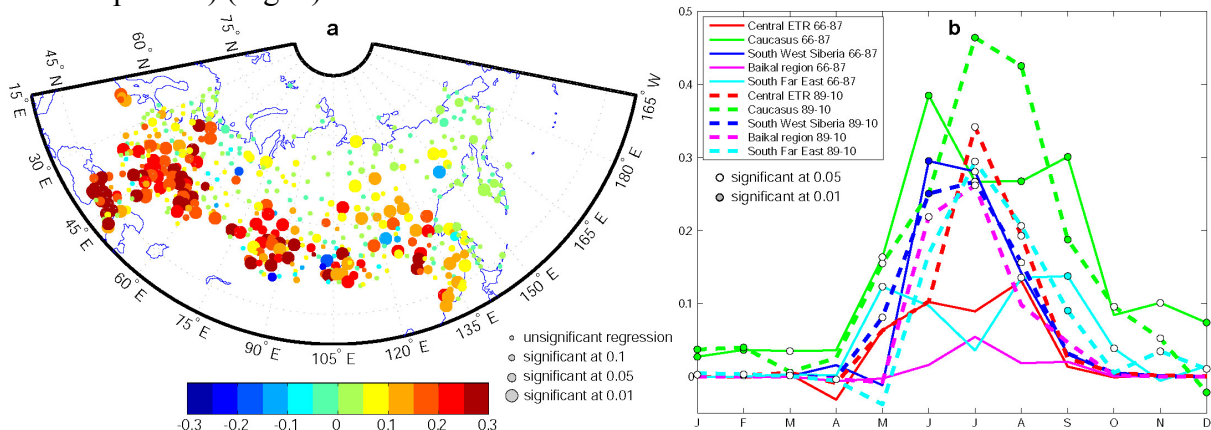 a
75° N
60° N
45° N
15° E
30° E
45° E
60° E
75° E
90° E
105° E
120° E
135° E
150° E
165° E
180° E
165° W
unsignificant regression
significant at 0.1
significant at 0.05
significant at 0.01
-0.3 -0.2 -0.1 0 0.1 0.2 0.3
b
0.5
0.4
0.3
0.2
0.1
0
Central ETR 66-87
Caucasus 66-87
South West Siberia 66-87
Baikal region 66-87
South Far East 66-87
Central ETR 89-10
Caucasus 89-10
South West Siberia 89-10
Baikal region 89-10
South Far East 89-10
significant at 0.05
significant at 0.01
J F M A M J J A S O N D